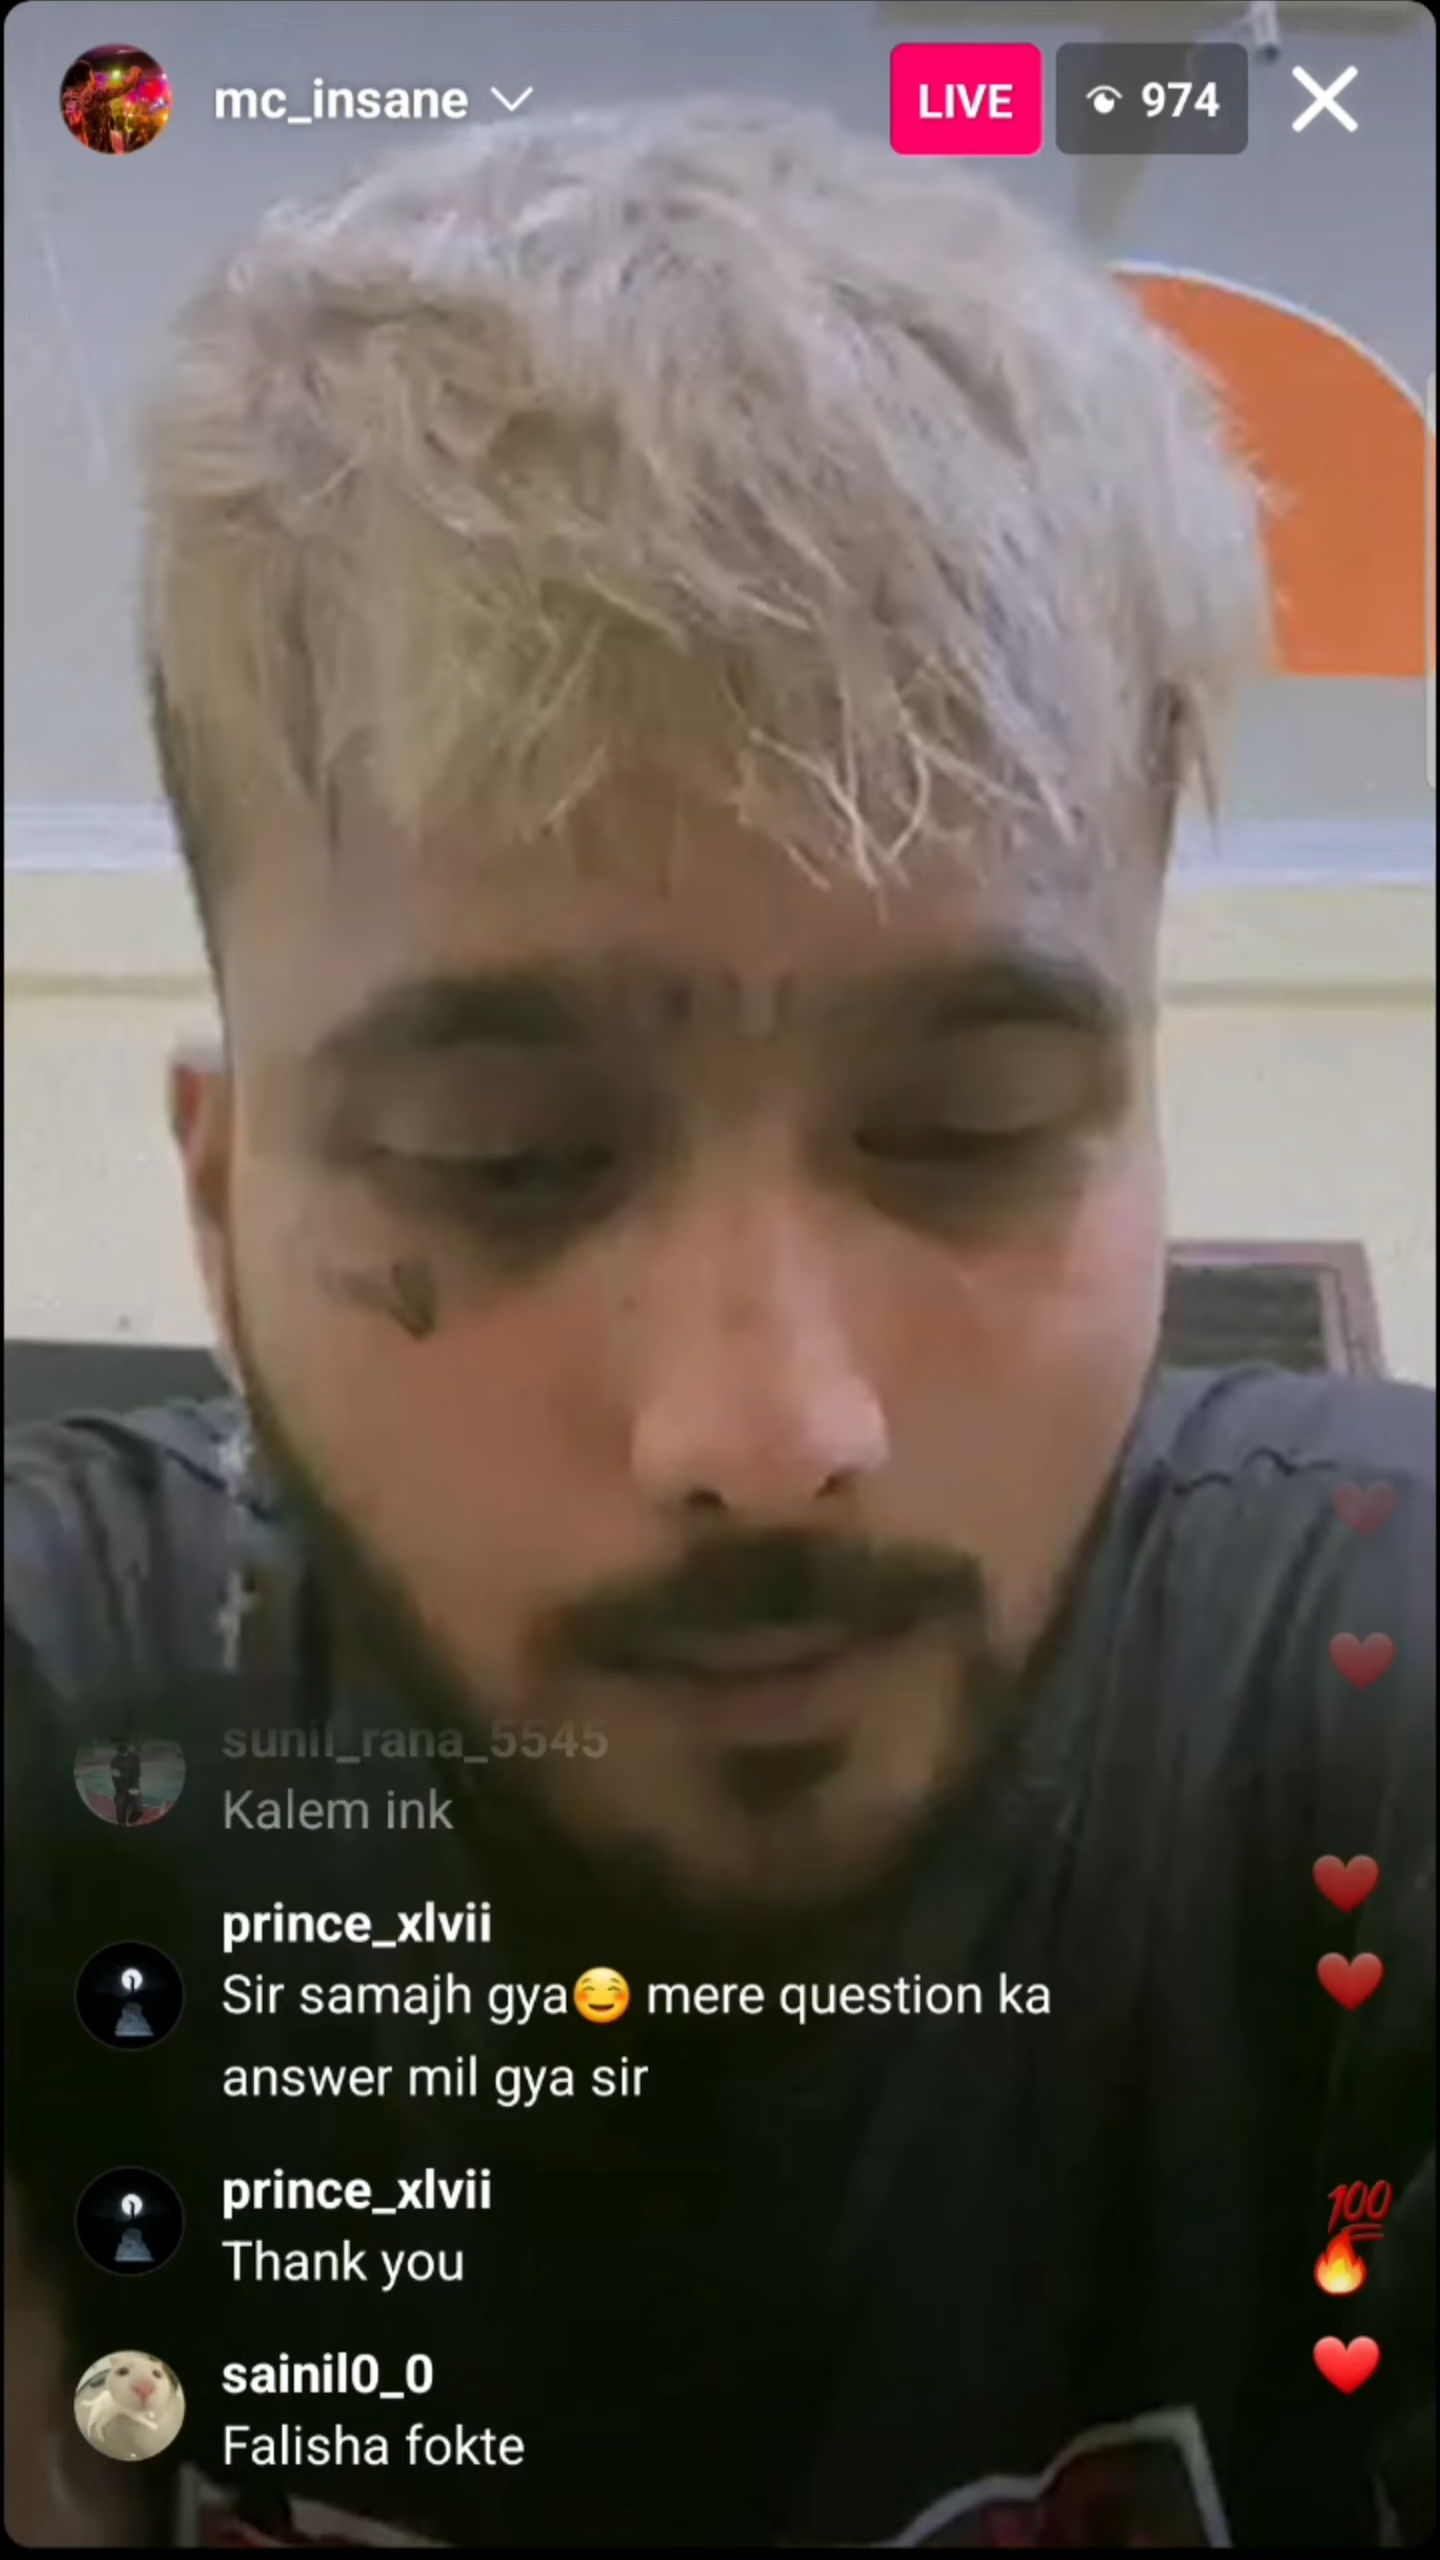 mc_insane
LIVE
974
sunil_rana_5545
Kalem ink
prince_xlvii
Sir samajh gya😊 mere question ka
answer mil gya sir
prince_xlvii
Thank you
sainil0_0
Falisha fokte
💯